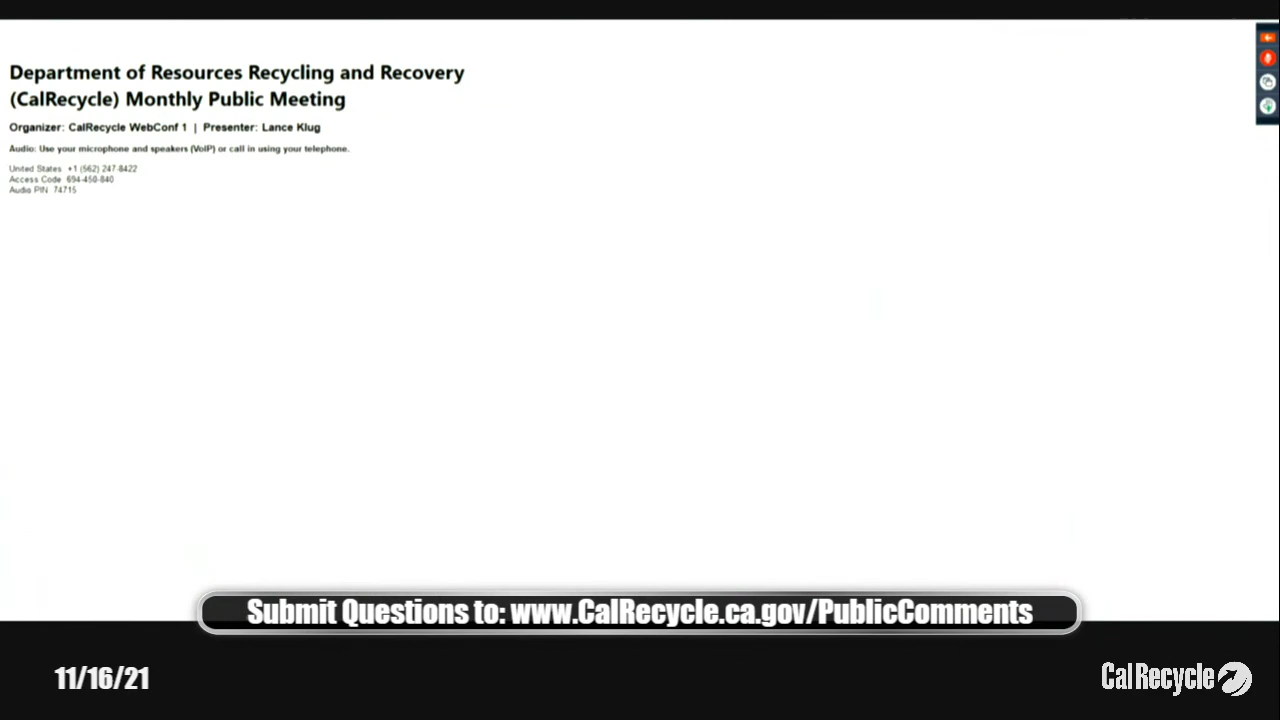 Department of Resources Recycling and Recovery
(CalRecycle) Monthly Public Meeting
Organizer: CalRecycle WebConf 1 | Presenter: Lance Klug
Audio: Use your microphone and speakers (VoIP) or call in using your telephone.
United States +1 (562) 247-8422
Access Code 694-450-840
Audio PIN 74715
Submit Questions to: www.CalRecycle.ca.gov/PublicComments
11/16/21
CalRecycle